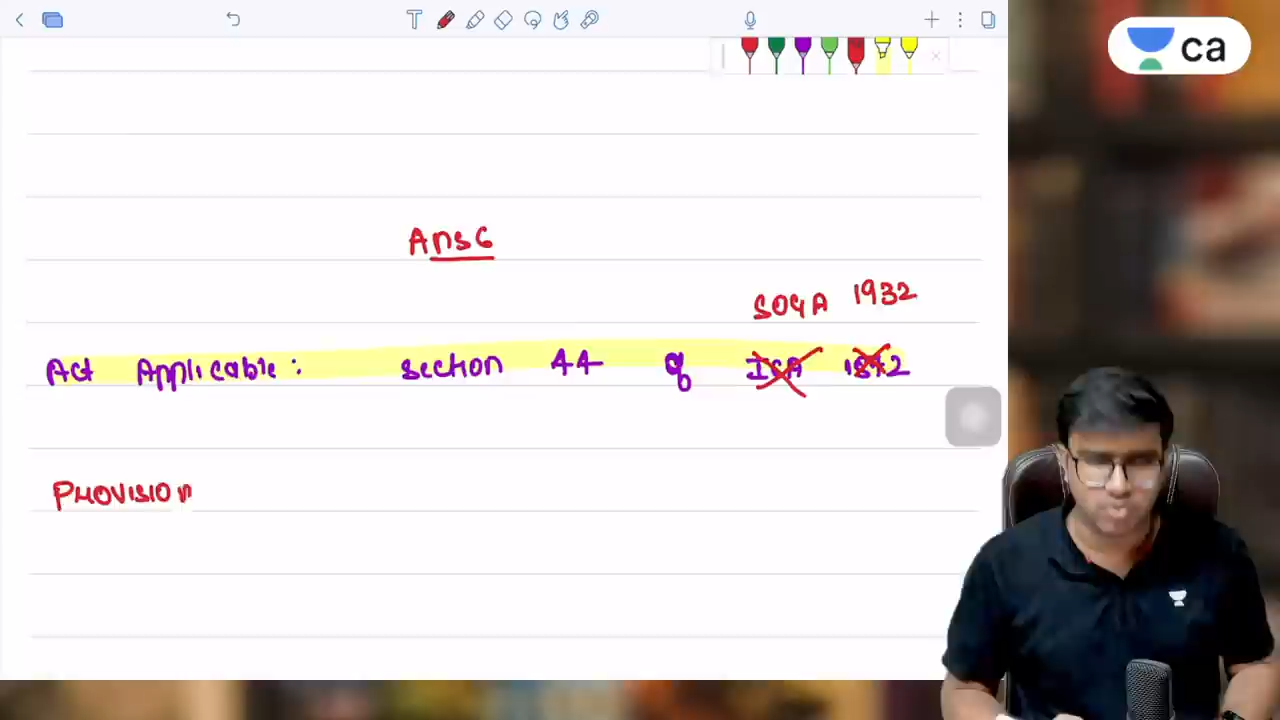 T
ca
Ans 6
SOGA 1932
Act Applicable: Section 44 of ICA 1872
Provision